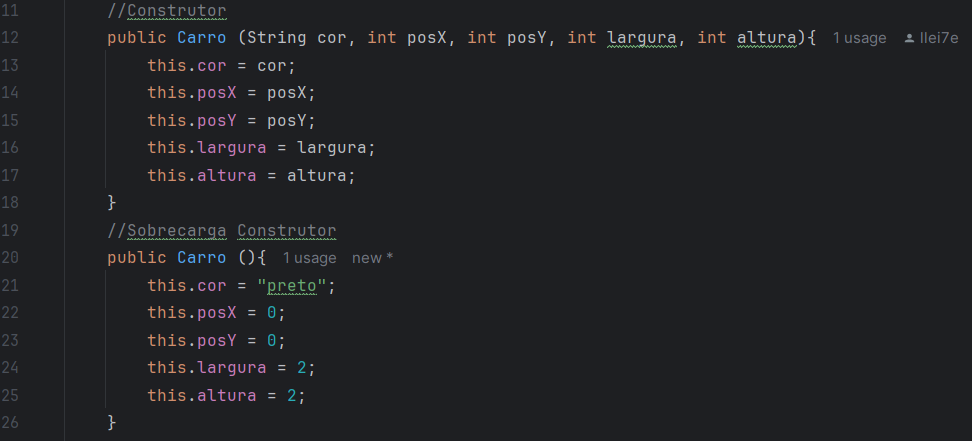 11 //Construtor
12 public Carro (String cor, int posX, int posY, int largura, int altura){ 1 usage llei7e
13 this.cor = cor;
14 this.posX = posX;
15 this.posY = posY;
16 this.largura = largura;
17 this.altura = altura;
18 }
19 //Sobrecarga Construtor
20 public Carro (){ 1 usage new *
21 this.cor = "preto";
22 this.posX = 0;
23 this.posY = 0;
24 this.largura = 2;
25 this.altura = 2;
26 }